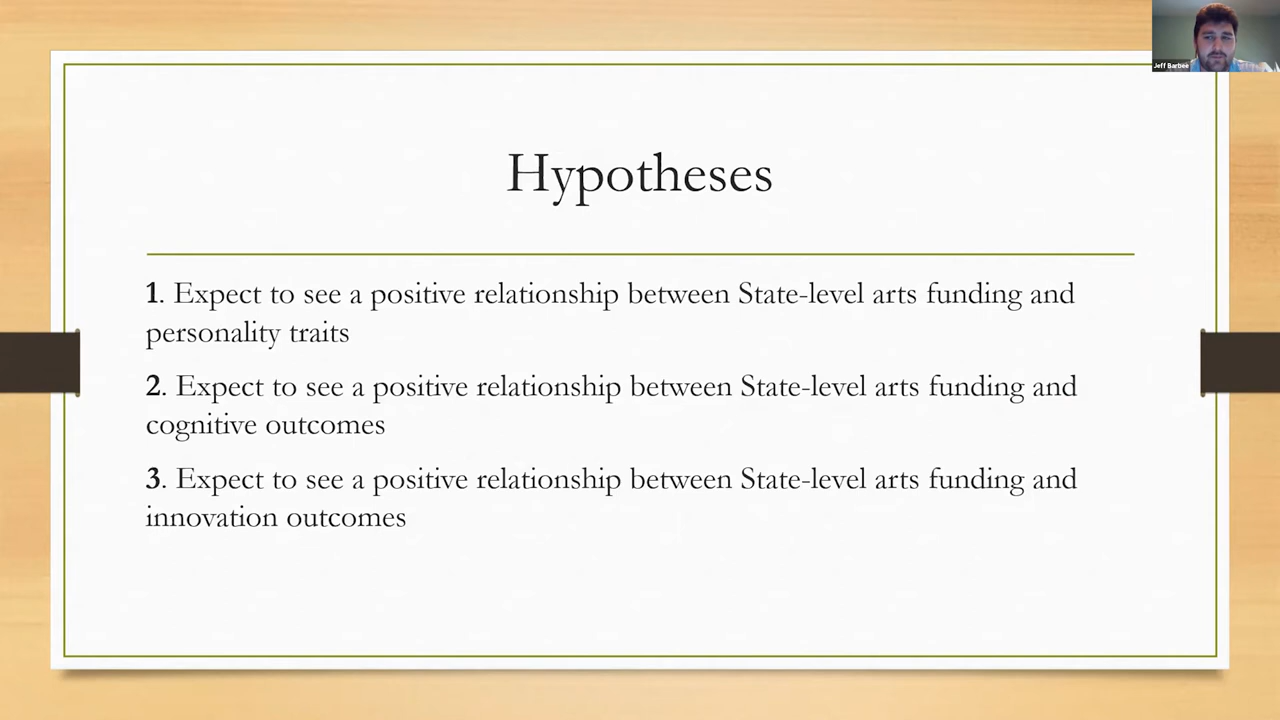 Jeff Barbee
Hypotheses
1. Expect to see a positive relationship between State-level arts funding and
personality traits
2. Expect to see a positive relationship between State-level arts funding and
cognitive outcomes
3. Expect to see a positive relationship between State-level arts funding and
innovation outcomes